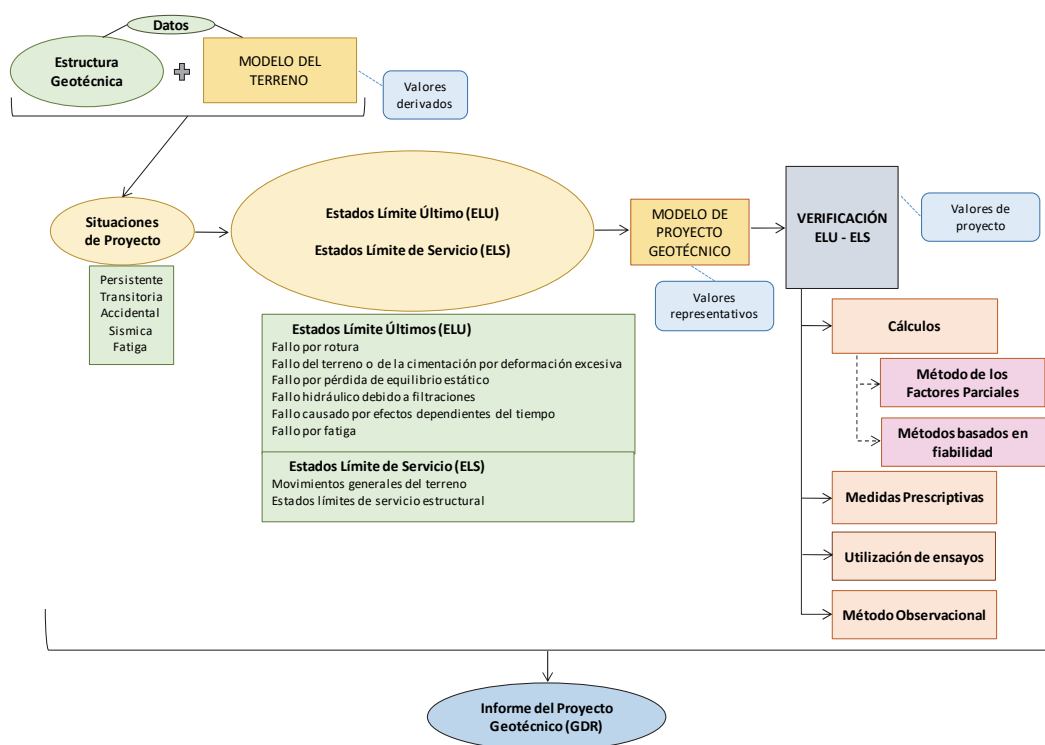 Datos
Estructura
Geotécnica
MODELO DEL
TERRENO
Valores
derivados
Situaciones
de Proyecto
Persistente
Transitoria
Accidental
Sismica
Fatiga
Estados Límite Último (ELU)
Estados Límite de Servicio (ELS)
Estados Límite Últimos (ELU)
Fallo por rotura
Fallo del terreno o de la cimentación por deformación excesiva
Fallo por pérdida de equilibrio estático
Fallo hidráulico debido a filtraciones
Fallo causado por efectos dependientes del tiempo
Fallo por fatiga
Estados Límite de Servicio (ELS)
Movimientos generales del terreno
Estados límites de servicio estructural
MODELO DE
PROYECTO
GEOTÉCNICO
Valores
representativos
VERIFICACIÓN
ELU - ELS
Valores de
proyecto
Cálculos
Método de los
Factores Parciales
Métodos basados en
fiabilidad
Medidas Prescriptivas
Utilización de ensayos
Método Observacional
Informe del Proyecto
Geotécnico (GDR)